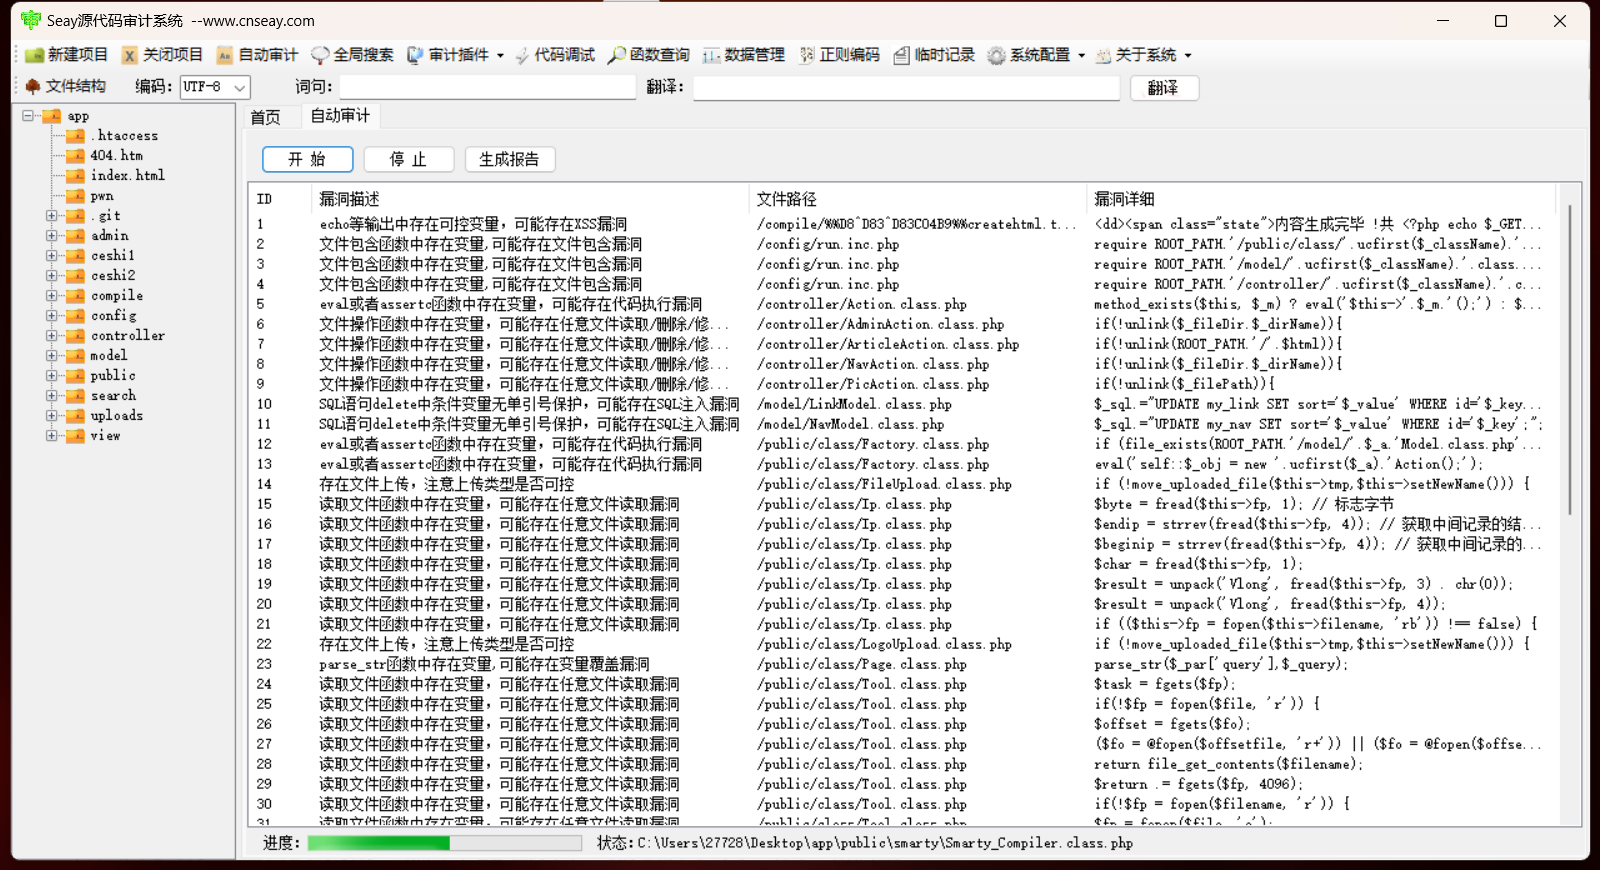 Seay源代码审计系统 --www.cnseay.com
新建项目 关闭项目 自动审计 全局搜索 审计插件 代码调试 函数查询 数据管理 正则编码 临时记录 系统配置 关于系统
文件结构 编码: UTF-8 词句: 翻译: 翻译
首页 自动审计
app
.htaccess
404.htm
index.html
pwn
.git
admin
ceshi1
ceshi2
compile
config
controller
model
public
search
uploads
view
开 始 停 止 生成报告
ID 漏洞描述 文件路径 漏洞详细
1 echo等输出中存在可控变量，可能存在XSS漏洞 /compile/%%D8^D83^D83C04B9%%createhtml.t... <dd><span class="state">内容生成完毕 !共 <?php echo $_GET...
2 文件包含函数中存在变量,可能存在文件包含漏洞 /config/run.inc.php require ROOT_PATH.'/public/class/'.ucfirst($_className).'...
3 文件包含函数中存在变量,可能存在文件包含漏洞 /config/run.inc.php require ROOT_PATH.'/model/'.ucfirst($_className).'.class....
4 文件包含函数中存在变量,可能存在文件包含漏洞 /config/run.inc.php require ROOT_PATH.'/controller/'.ucfirst($_className).'.c...
5 eval或者assertc函数中存在变量，可能存在代码执行漏洞 /controller/Action.class.php method_exists($this, $_m) ? eval('$this->'.$_m.'();') : $...
6 文件操作函数中存在变量，可能存在任意文件读取/删除/修... /controller/AdminAction.class.php if(!unlink($_fileDir.$_dirName)){
7 文件操作函数中存在变量，可能存在任意文件读取/删除/修... /controller/ArticleAction.class.php if(!unlink(ROOT_PATH.'/'.$html)){
8 文件操作函数中存在变量，可能存在任意文件读取/删除/修... /controller/NavAction.class.php if(!unlink($_fileDir.$_dirName)){
9 文件操作函数中存在变量，可能存在任意文件读取/删除/修... /controller/PicAction.class.php if(!unlink($_filePath)){
10 SQL语句delete中条件变量无单引号保护，可能存在SQL注入漏洞 /model/LinkModel.class.php $_sql.="UPDATE my_link SET sort='$_value' WHERE id='$_key...
11 SQL语句delete中条件变量无单引号保护，可能存在SQL注入漏洞 /model/NavModel.class.php $_sql.="UPDATE my_nav SET sort='$_value' WHERE id='$_key';";
12 eval或者assertc函数中存在变量，可能存在代码执行漏洞 /public/class/Factory.class.php if (file_exists(ROOT_PATH.'/model/'.$_a.'Model.class.php'...
13 eval或者assertc函数中存在变量，可能存在代码执行漏洞 /public/class/Factory.class.php eval('self::$_obj = new '.ucfirst($_a).'Action();');
14 存在文件上传，注意上传类型是否可控 /public/class/FileUpload.class.php if (!move_uploaded_file($this->tmp,$this->setNewName())) {
15 读取文件函数中存在变量，可能存在任意文件读取漏洞 /public/class/Ip.class.php $byte = fread($this->fp, 1); // 标志字节
16 读取文件函数中存在变量，可能存在任意文件读取漏洞 /public/class/Ip.class.php $endip = strrev(fread($this->fp, 4)); // 获取中间记录的结...
17 读取文件函数中存在变量，可能存在任意文件读取漏洞 /public/class/Ip.class.php $beginip = strrev(fread($this->fp, 4)); // 获取中间记录的...
18 读取文件函数中存在变量，可能存在任意文件读取漏洞 /public/class/Ip.class.php $char = fread($this->fp, 1);
19 读取文件函数中存在变量，可能存在任意文件读取漏洞 /public/class/Ip.class.php $result = unpack('Vlong', fread($this->fp, 3) . chr(0));
20 读取文件函数中存在变量，可能存在任意文件读取漏洞 /public/class/Ip.class.php $result = unpack('Vlong', fread($this->fp, 4));
21 读取文件函数中存在变量，可能存在任意文件读取漏洞 /public/class/Ip.class.php if (($this->fp = fopen($this->filename, 'rb')) !== false) {
22 存在文件上传，注意上传类型是否可控 /public/class/LogoUpload.class.php if (!move_uploaded_file($this->tmp,$this->setNewName())) {
23 parse_str函数中存在变量,可能存在变量覆盖漏洞 /public/class/Page.class.php parse_str($_par['query'],$_query);
24 读取文件函数中存在变量，可能存在任意文件读取漏洞 /public/class/Tool.class.php $task = fgets($fp);
25 读取文件函数中存在变量，可能存在任意文件读取漏洞 /public/class/Tool.class.php if(!$fp = fopen($file, 'r')) {
26 读取文件函数中存在变量，可能存在任意文件读取漏洞 /public/class/Tool.class.php $offset = fgets($fo);
27 读取文件函数中存在变量，可能存在任意文件读取漏洞 /public/class/Tool.class.php ($fo = @fopen($offsetfile, 'r+')) || ($fo = @fopen($offse...
28 读取文件函数中存在变量，可能存在任意文件读取漏洞 /public/class/Tool.class.php return file_get_contents($filename);
29 读取文件函数中存在变量，可能存在任意文件读取漏洞 /public/class/Tool.class.php $return .= fgets($fp, 4096);
30 读取文件函数中存在变量，可能存在任意文件读取漏洞 /public/class/Tool.class.php if(!$fp = fopen($filename, 'r')) {
31 读取文件函数中存在变量，可能存在任意文件读取漏洞 /public/class/Tool.class.php
进度: 状态:C:\Users\27728\Desktop\app\public\smarty\Smarty_Compiler.class.php